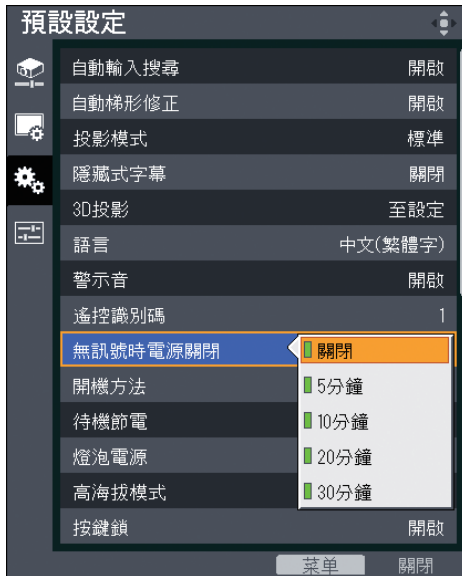 預設設定
自動輸入搜尋 開啟
自動梯形修正 開啟
投影模式 標準
隱藏式字幕 關閉
3D投影 至設定
語言 中文(繁體字)
警示音 開啟
遙控識別碼 1
無訊號時電源關閉 關閉
開機方法 5分鐘
待機節電 10分鐘
燈泡電源 20分鐘
高海拔模式 30分鐘
按鍵鎖 開啟
菜单 關閉